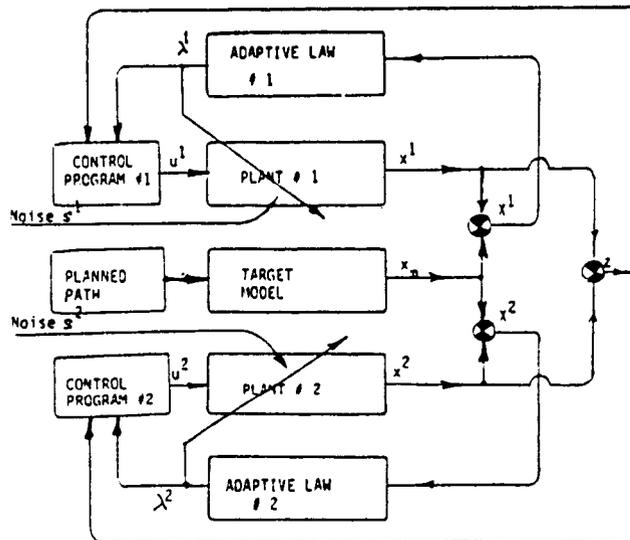 λ¹
ADAPTIVE LAW
# 1
CONTROL
PROGRAM #1
u¹
PLANT # 1
x¹
Noise s¹
X¹
PLANNED
PATH
TARGET
MODEL
xₘ
z
Noise s²
X²
CONTROL
PROGRAM #2
u²
PLANT # 2
x²
λ²
ADAPTIVE LAW
# 2